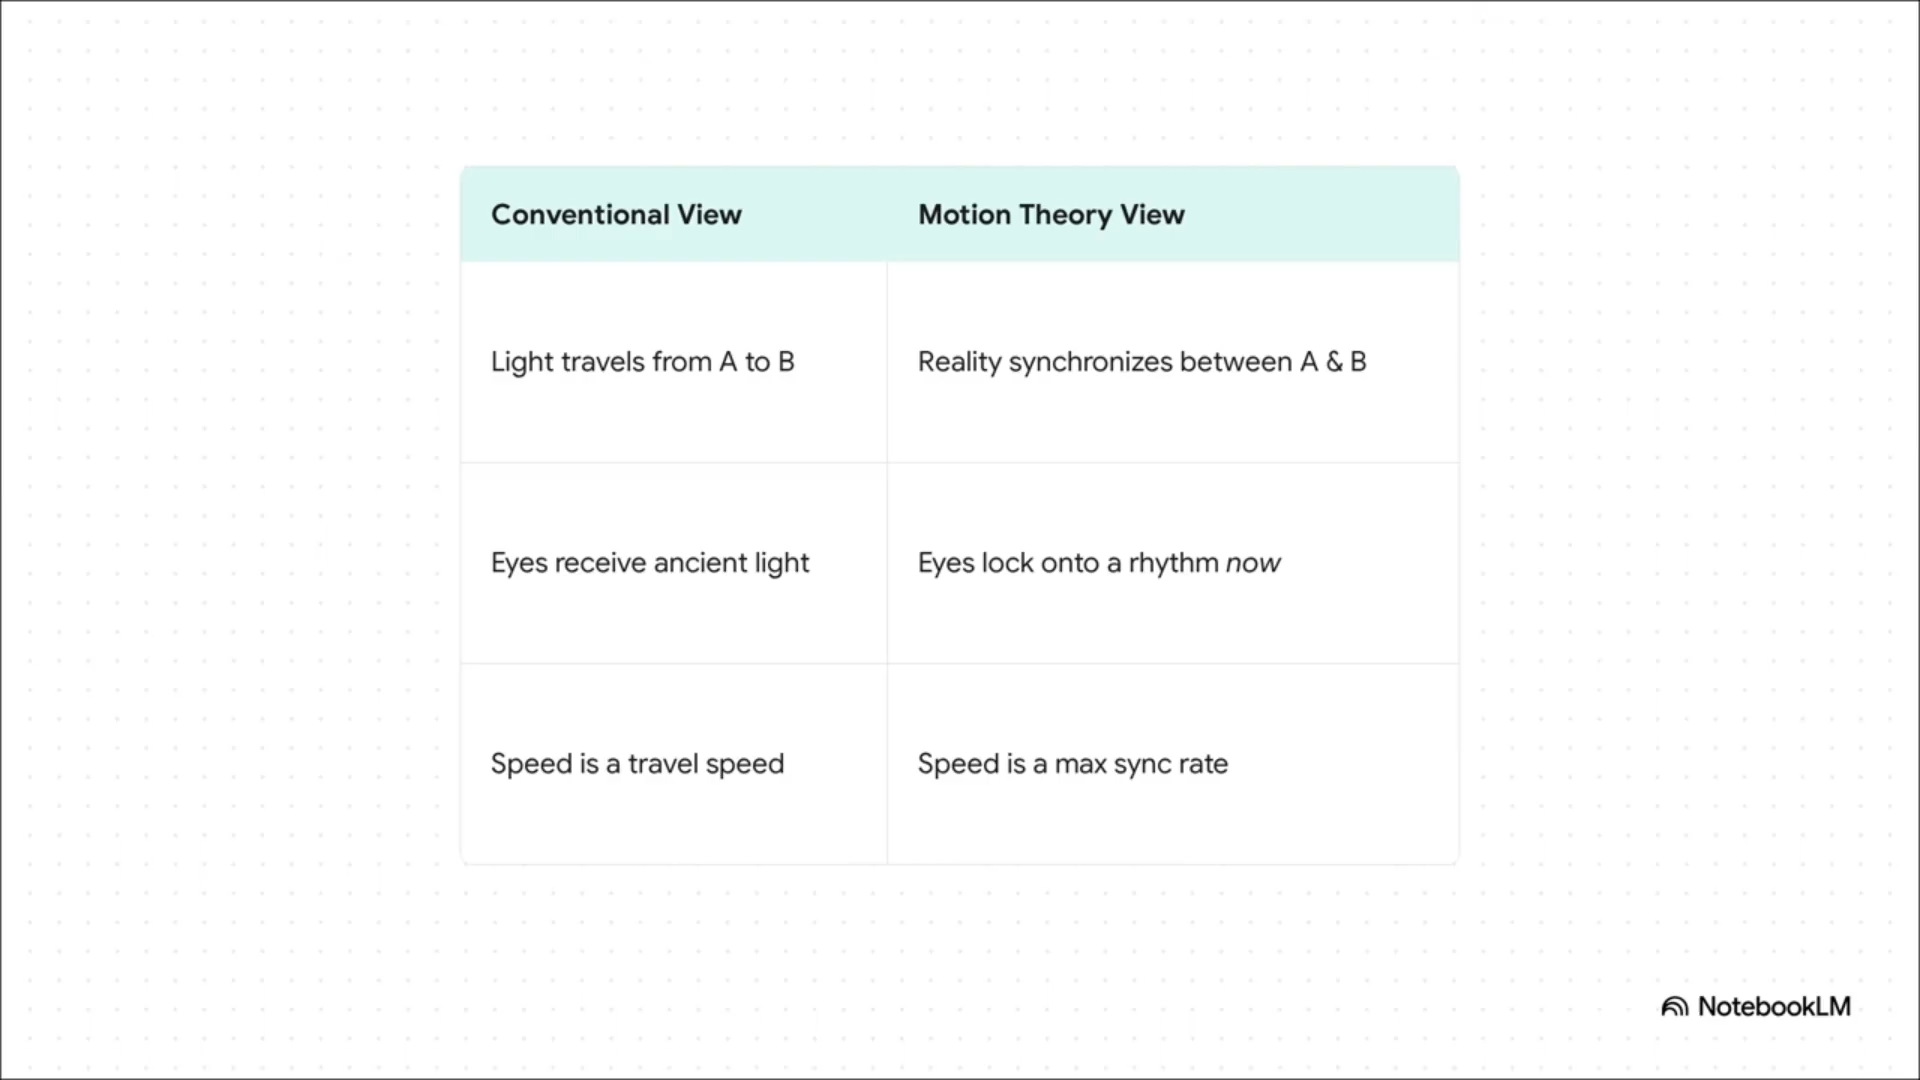 Conventional View
Motion Theory View
Light travels from A to B
Reality synchronizes between A & B
Eyes receive ancient light
Eyes lock onto a rhythm now
Speed is a travel speed
Speed is a max sync rate
NotebookLM